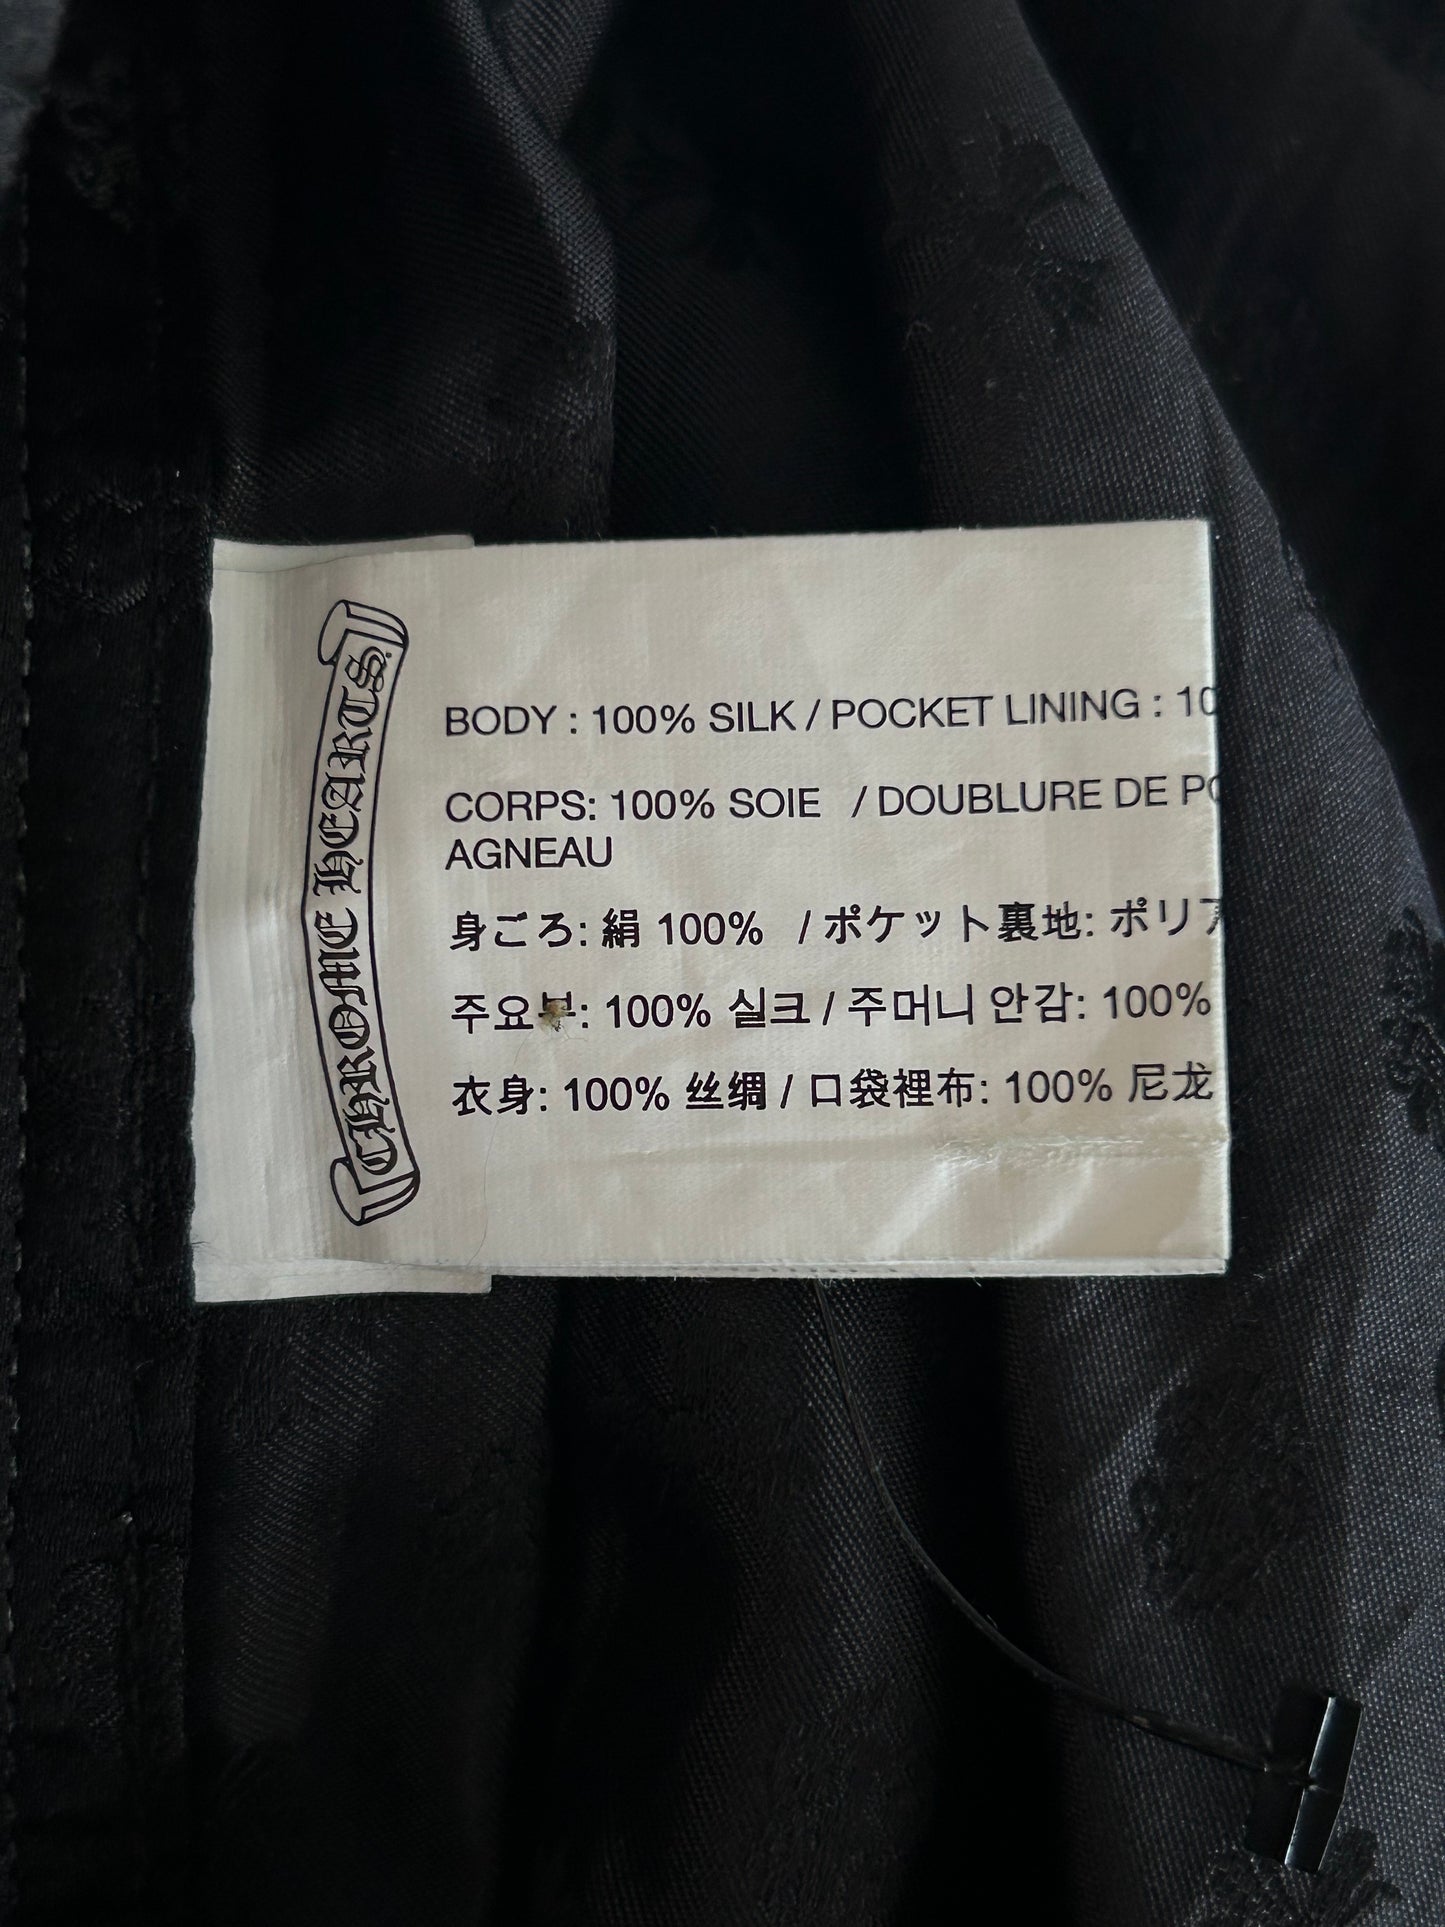 CHROME HEARTS
BODY : 100% SILK / POCKET LINING : 10
CORPS: 100% SOIE / DOUBLURE DE PO
AGNEAU
身ごろ: 絹 100% / ポケット裏地: ポリア
주요부: 100% 실크 / 주머니 안감: 100%
衣身: 100% 丝绸 / 口袋裡布: 100% 尼龙